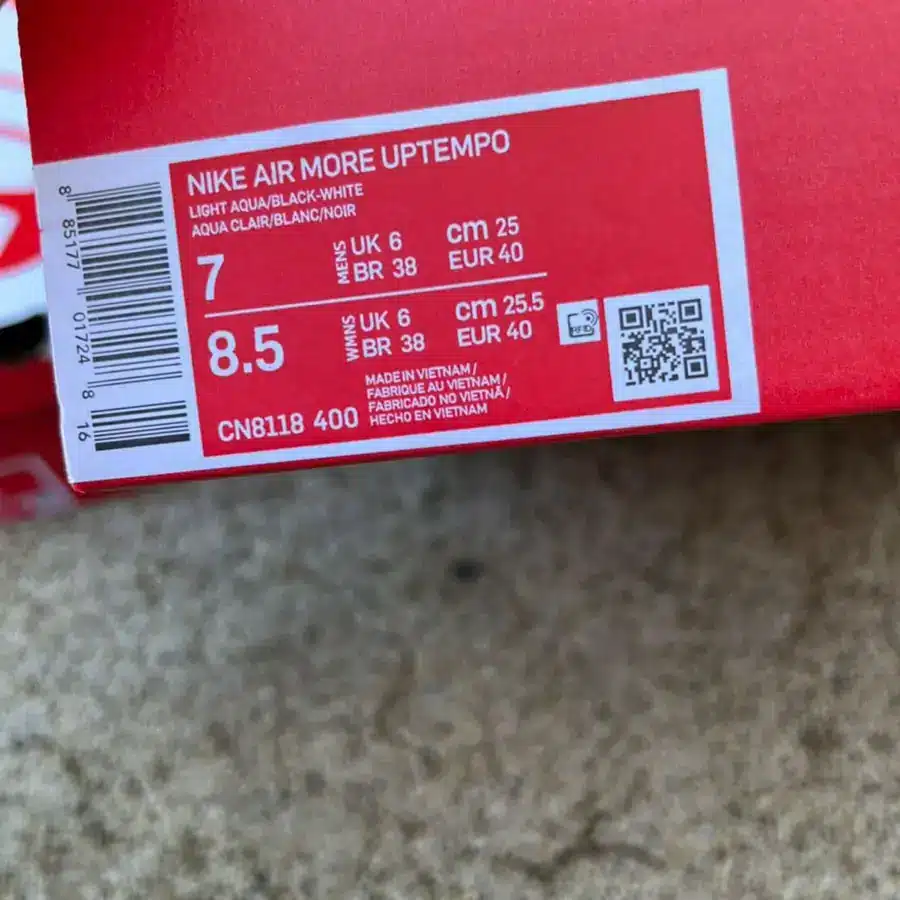 NIKE AIR MORE UPTEMPO
LIGHT AQUA/BLACK-WHITE
AQUA CLAIR/BLANC/NOIR
7
MENS
UK 6 cm 25
BR 38 EUR 40
8.5
WMNS
UK 6 cm 25.5
BR 38 EUR 40
CN8118 400
MADE IN VIETNAM/
FABRIQUE AU VIETNAM/
FABRICADO NO VIETNÃ/
HECHO EN VIETNAM
RFID
8 85177 01724 8 16